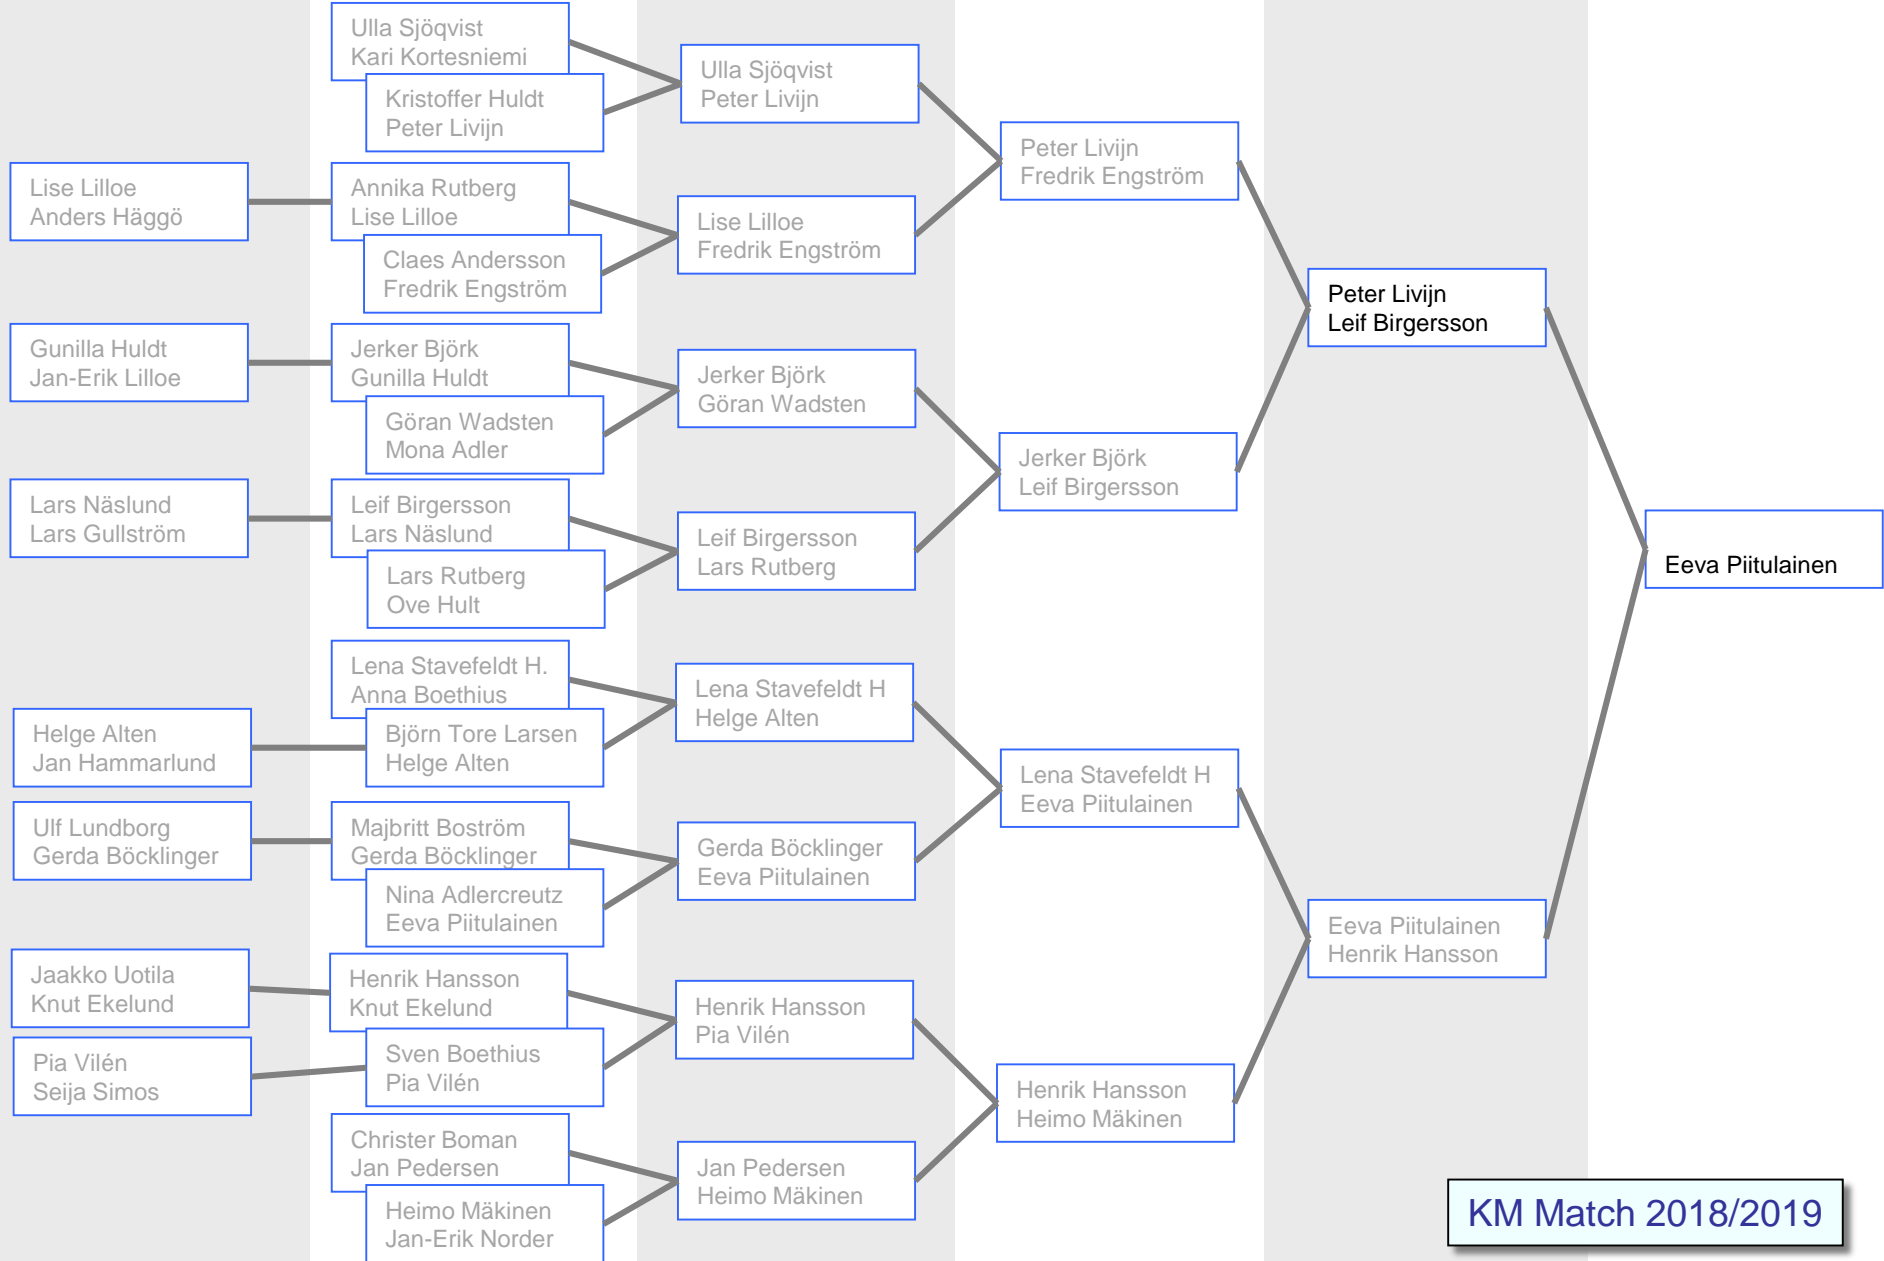 Lise Lilloe
Anders Häggö
Gunilla Huldt
Jan-Erik Lilloe
Lars Näslund
Lars Gullström
Helge Alten
Jan Hammarlund
Ulf Lundborg
Gerda Böcklinger
Jaakko Uotila
Knut Ekelund
Pia Vilén
Seija Simos
Ulla Sjöqvist
Kari Kortesniemi
Kristoffer Huldt
Peter Livijn
Annika Rutberg
Lise Lilloe
Claes Andersson
Fredrik Engström
Jerker Björk
Gunilla Huldt
Göran Wadsten
Mona Adler
Leif Birgersson
Lars Näslund
Lars Rutberg
Ove Hult
Lena Stavefeldt H.
Anna Boethius
Björn Tore Larsen
Helge Alten
Majbritt Boström
Gerda Böcklinger
Nina Adlercreutz
Eeva Piitulainen
Henrik Hansson
Knut Ekelund
Sven Boethius
Pia Vilén
Christer Boman
Jan Pedersen
Heimo Mäkinen
Jan-Erik Norder
Ulla Sjöqvist
Peter Livijn
Lise Lilloe
Fredrik Engström
Jerker Björk
Göran Wadsten
Leif Birgersson
Lars Rutberg
Lena Stavefeldt H
Helge Alten
Gerda Böcklinger
Eeva Piitulainen
Henrik Hansson
Pia Vilén
Jan Pedersen
Heimo Mäkinen
Peter Livijn
Fredrik Engström
Jerker Björk
Leif Birgersson
Lena Stavefeldt H
Eeva Piitulainen
Henrik Hansson
Heimo Mäkinen
Peter Livijn
Leif Birgersson
Eeva Piitulainen
Henrik Hansson
Eeva Piitulainen
KM Match 2018/2019